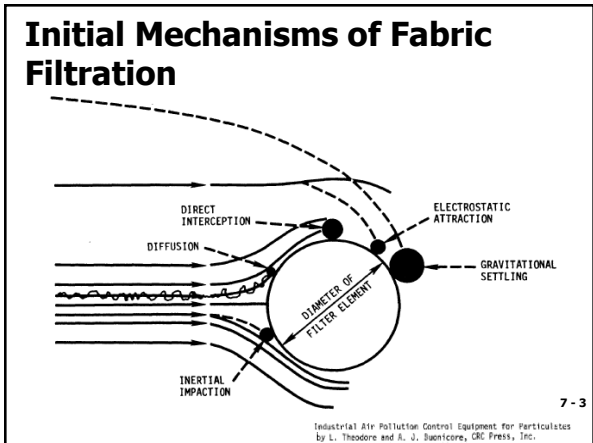 Initial Mechanisms of Fabric
Filtration
DIRECT
INTERCEPTION
ELECTROSTATIC
ATTRACTION
DIFFUSION
GRAVITATIONAL
SETTLING
DIAMETER OF
FILTER ELEMENT
INERTIAL
IMPACTION
7 - 3
Industrial Air Pollution Control Equipment for Particulates
by L. Theodore and A. J. Buonicore, CRC Press, Inc.